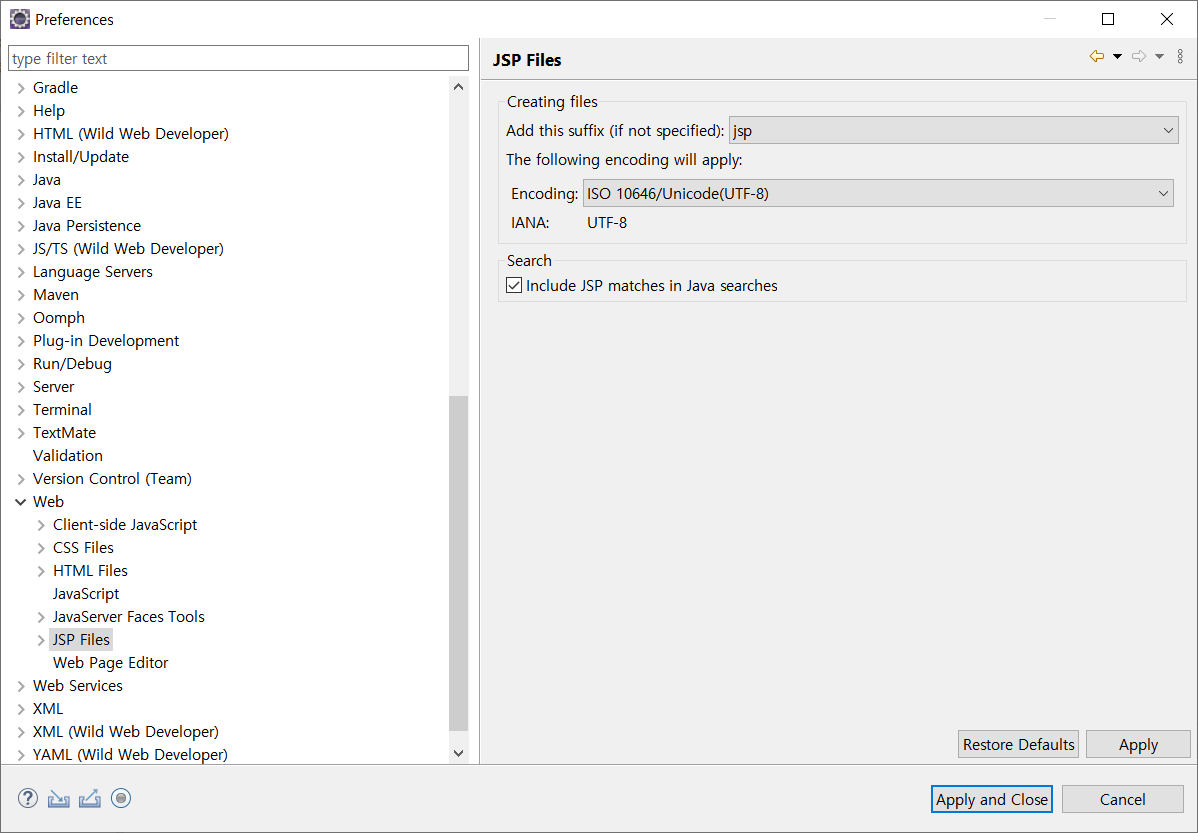 Preferences
type filter text
Gradle
Help
HTML (Wild Web Developer)
Install/Update
Java
Java EE
Java Persistence
JS/TS (Wild Web Developer)
Language Servers
Maven
Oomph
Plug-in Development
Run/Debug
Server
Terminal
TextMate
Validation
Version Control (Team)
Web
Client-side JavaScript
CSS Files
HTML Files
JavaScript
JavaServer Faces Tools
JSP Files
Web Page Editor
Web Services
XML
XML (Wild Web Developer)
YAML (Wild Web Developer)
JSP Files
Creating files
Add this suffix (if not specified): jsp
The following encoding will apply:
Encoding: ISO 10646/Unicode(UTF-8)
IANA: UTF-8
Search
Include JSP matches in Java searches
Restore Defaults Apply
? Apply and Close Cancel